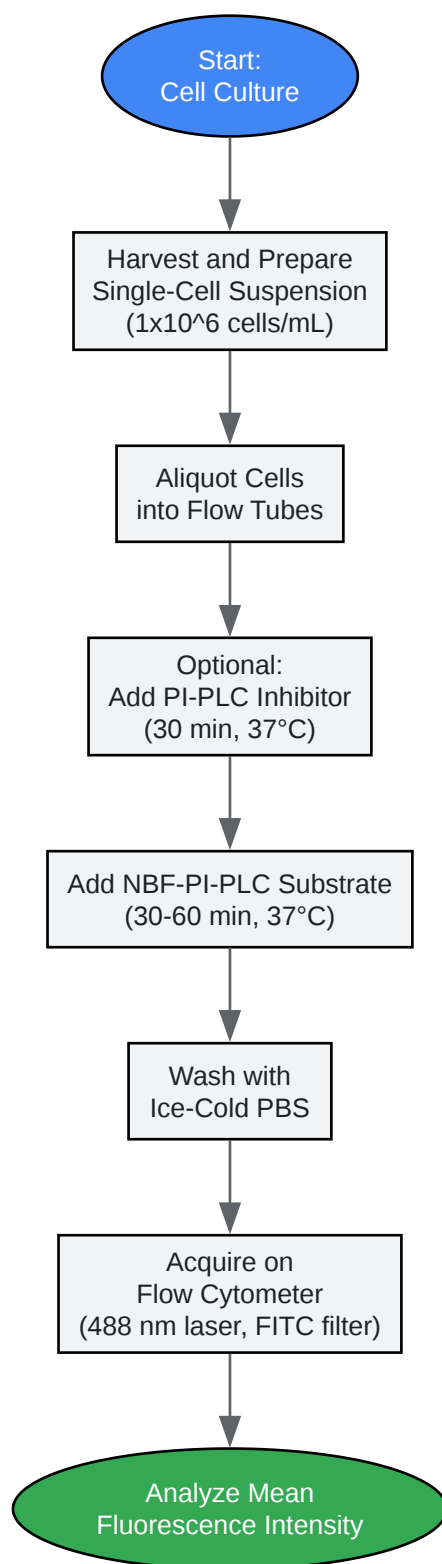 Start:
Cell Culture
Harvest and Prepare
Single-Cell Suspension
(1x10^6 cells/mL)
Aliquot Cells
into Flow Tubes
Optional:
Add PI-PLC Inhibitor
(30 min, 37°C)
Add NBF-PI-PLC Substrate
(30-60 min, 37°C)
Wash with
Ice-Cold PBS
Acquire on
Flow Cytometer
(488 nm laser, FITC filter)
Analyze Mean
Fluorescence Intensity